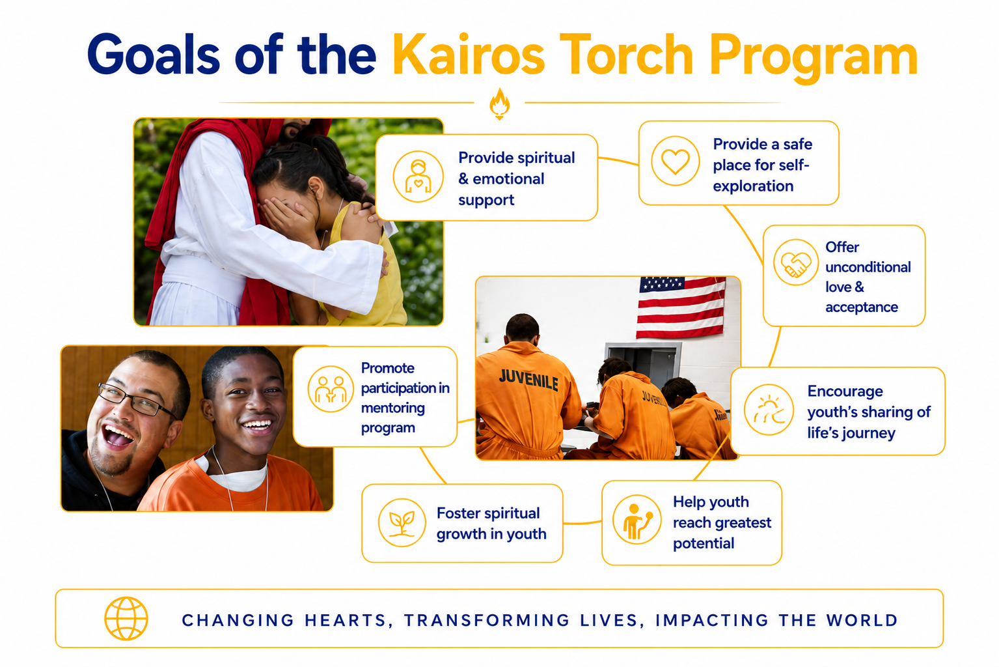 Goals of the Kairos Torch Program
Provide spiritual
& emotional
support
Provide a safe
place for self-
exploration
Offer
unconditional
love &
acceptance
JUVENILE
Encourage
youth's sharing of
life's journey
Promote
participation in
mentoring
program
Foster spiritual
growth in youth
Help youth
reach greatest
potential
CHANGING HEARTS, TRANSFORMING LIVES, IMPACTING THE WORLD